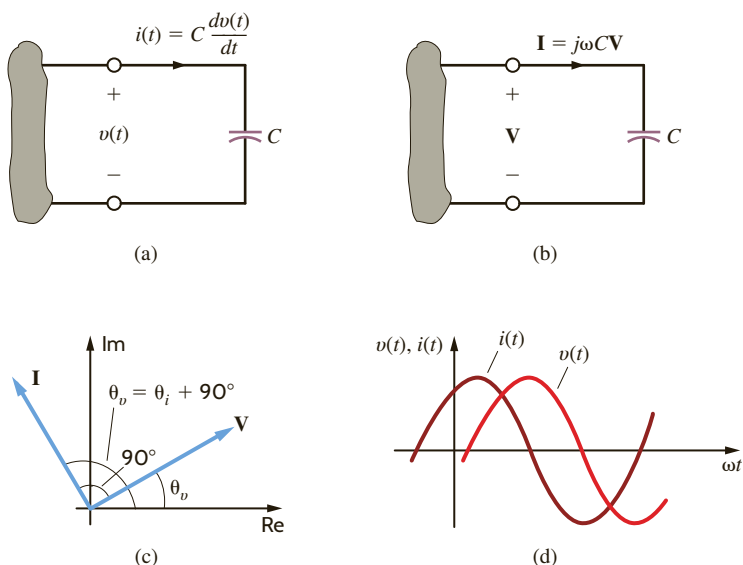 i(t) = C dv(t)/dt
+
v(t)
−
C
(a)
I = jωCV
+
V
−
C
(b)
Im
I
θv = θi + 90°
V
90°
θv
Re
(c)
v(t), i(t)
i(t)
v(t)
ωt
(d)